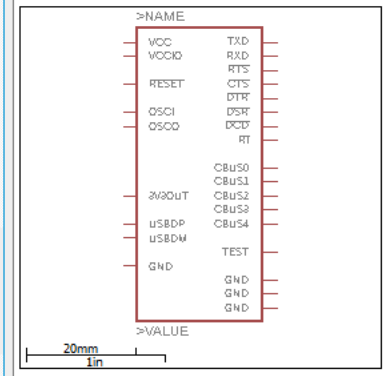 >NAME
VCC
VCCIO
RESET
OSCI
OSCO
3V3OUT
USBDP
USBDM
GND
TXD
RXD
RTS
CTS
DTR
DSR
DCD
RI
CBUS0
CBUS1
CBUS2
CBUS3
CBUS4
TEST
GND
GND
GND
>VALUE
20mm
1in